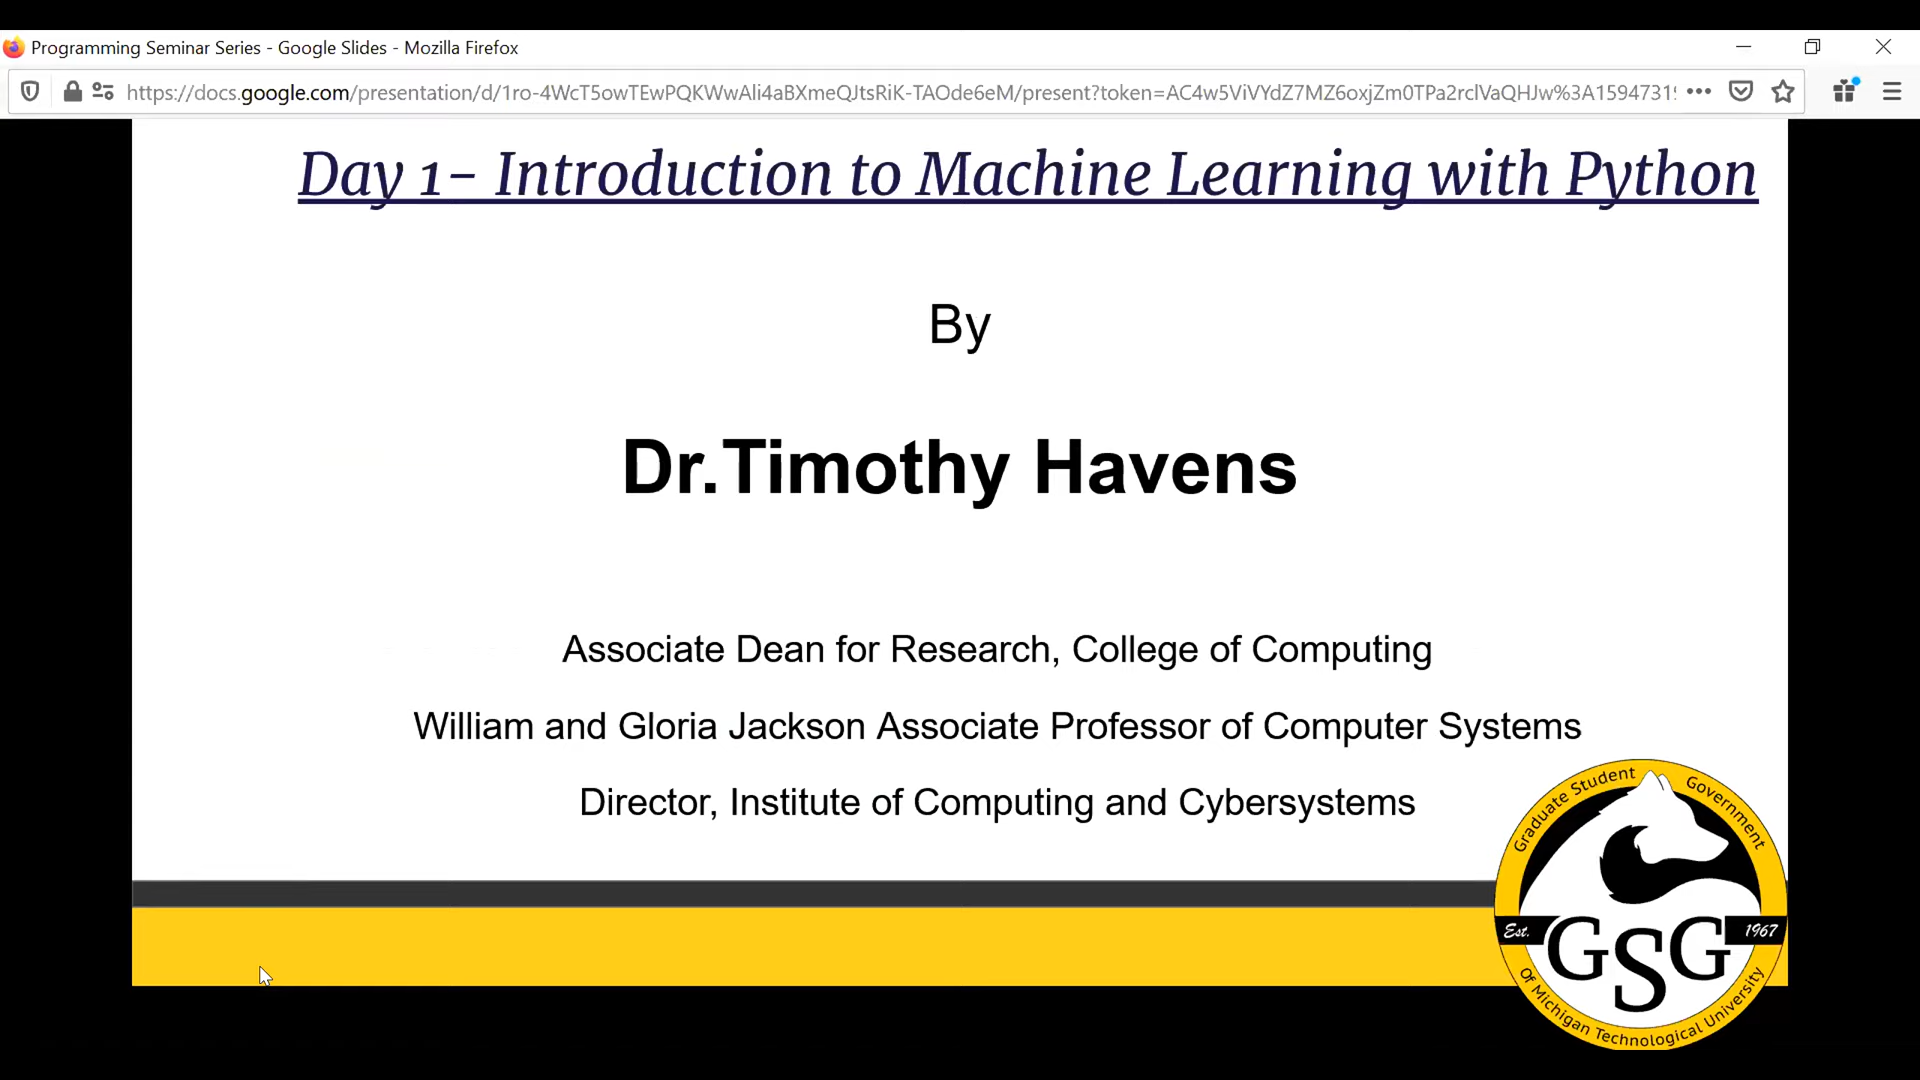 Programming Seminar Series - Google Slides - Mozilla Firefox
https://docs.google.com/presentation/d/1ro-4WcT5owTEwPQKWwAli4aBXmeQJtsRiK-TAOde6eM/present?token=AC4w5ViVYdZ7MZ6oxjZm0TPa2rclVaQHJw%3A1594731
Day 1- Introduction to Machine Learning with Python
By
Dr.Timothy Havens
Associate Dean for Research, College of Computing
William and Gloria Jackson Associate Professor of Computer Systems
Director, Institute of Computing and Cybersystems
Graduate Student Government
Est. 1967
GSG
Of Michigan Technological University